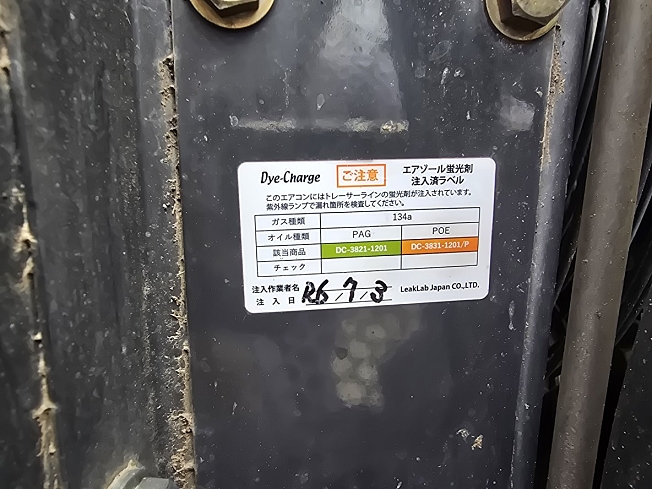 Dye-Charge ご注意 エアゾール蛍光剤
注入済ラベル
このエアコンにはトレーサーラインの蛍光剤が注入されています。
紫外線ランプで漏れ箇所を検査してください。
ガス種類 134a
オイル種類 PAG POE
該当商品 DC-3821-1201 DC-3831-1201/P
チェック
注入作業者名
注入日 R6/7/3 LeakLab Japan CO.,LTD.